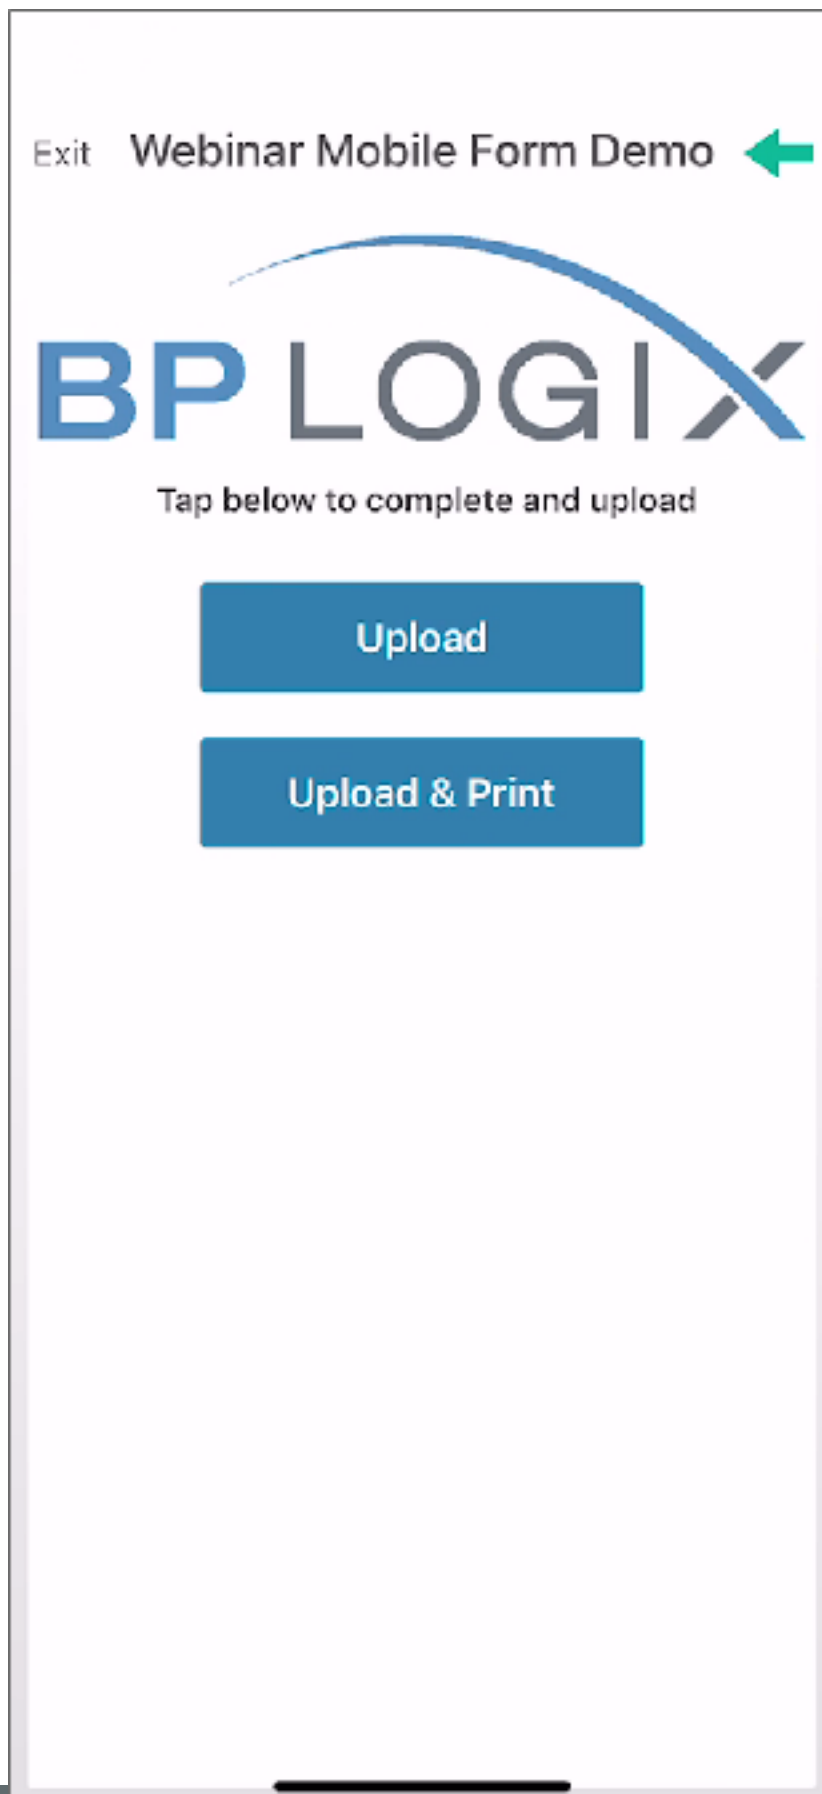 Exit Webinar Mobile Form Demo
BP LOGIX
Tap below to complete and upload
Upload
Upload & Print